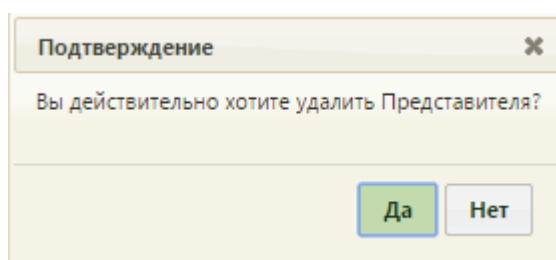 Подтверждение
Вы действительно хотите удалить Представителя?
Да Нет